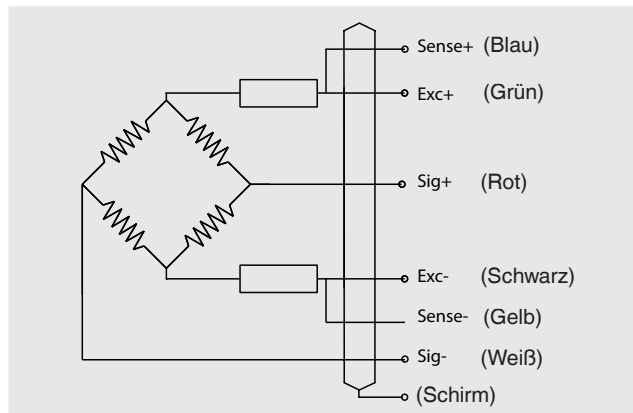 Sense+ (Blau)
Exc+ (Grün)
Sig+ (Rot)
Exc- (Schwarz)
Sense- (Gelb)
Sig- (Weiß)
(Schirm)